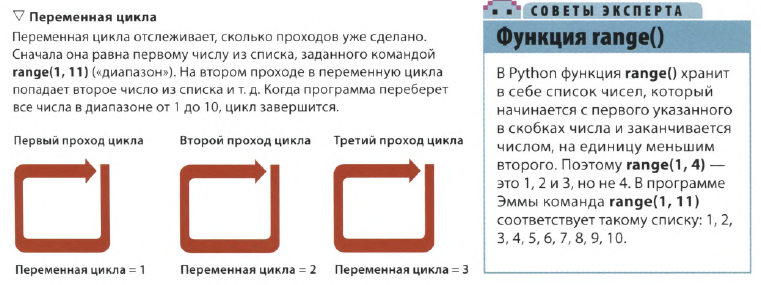 ▽ Переменная цикла
Переменная цикла отслеживает, сколько проходов уже сделано.
Сначала она равна первому числу из списка, заданного командой
range(1, 11) («диапазон»). На втором проходе в переменную цикла
попадает второе число из списка и т. д. Когда программа переберет
все числа в диапазоне от 1 до 10, цикл завершится.
Первый проход цикла
Второй проход цикла
Третий проход цикла
Переменная цикла = 1
Переменная цикла = 2
Переменная цикла = 3
СОВЕТЫ ЭКСПЕРТА
Функция range()
В Python функция range() хранит
в себе список чисел, который
начинается с первого указанного
в скобках числа и заканчивается
числом, на единицу меньшим
второго. Поэтому range(1, 4) —
это 1, 2 и 3, но не 4. В программе
Эммы команда range(1, 11)
соответствует такому списку: 1, 2,
3, 4, 5, 6, 7, 8, 9, 10.